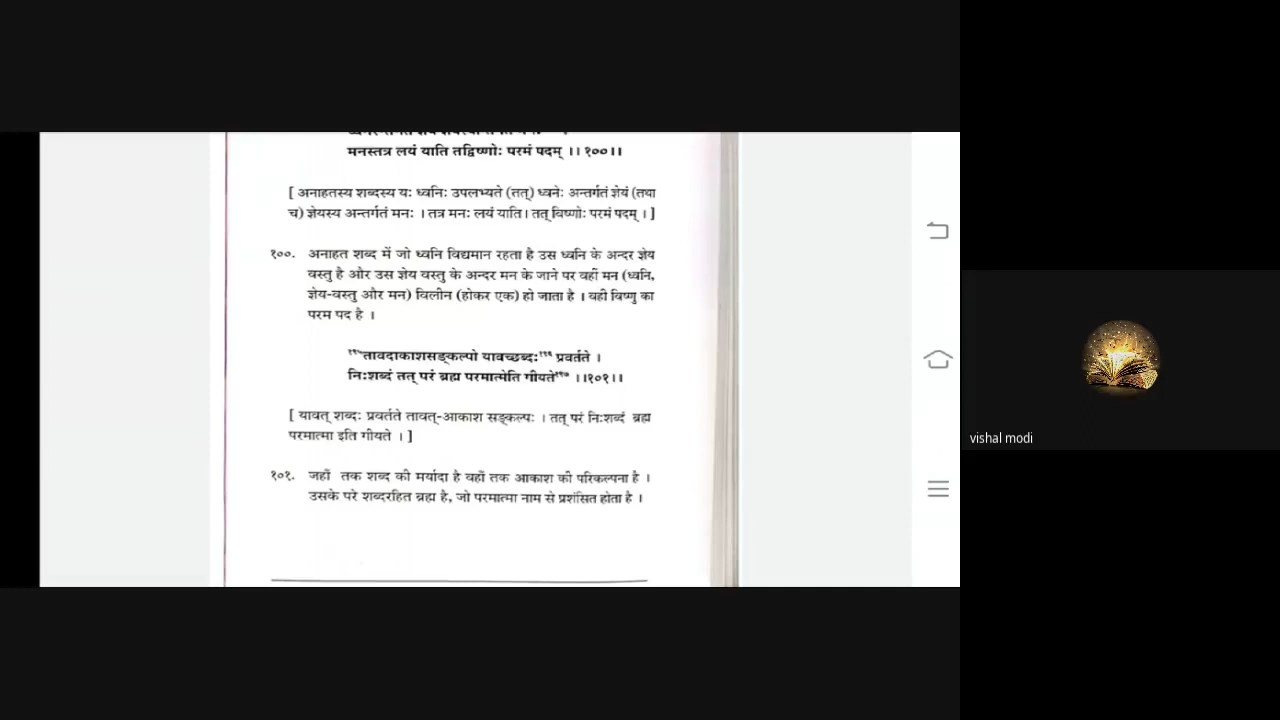 मनस्तत्र लयं याति तद्विष्णोः परमं पदम् ।।१००।।
[ अनाहतस्य शब्दस्य यः ध्वनिः उपलभ्यते (तत्) ध्वनेः अन्तर्गतं ज्ञेयं (तथा
च) ज्ञेयस्य अन्तर्गतं मनः । तत्र मनः लयं याति। तत् विष्णोः परमं पदम् । ]
१००. अनाहत शब्द में जो ध्वनि विद्यमान रहता है उस ध्वनि के अन्दर ज्ञेय
वस्तु है और उस ज्ञेय वस्तु के अन्दर मन के जाने पर वहीं मन (ध्वनि,
ज्ञेय-वस्तु और मन) विलीन (होकर एक) हो जाता है । वही विष्णु का
परम पद है ।
तावदाकाशसङ्कल्पो यावच्छब्दः प्रवर्तते ।
निःशब्दं तत् परं ब्रह्म परमात्मेति गीयते ।।१०१।।
[ यावत् शब्दः प्रवर्तते तावत्-आकाश सङ्कल्पः । तत् परं निःशब्दं ब्रह्म
परमात्मा इति गीयते । ]
१०१. जहाँ तक शब्द की मर्यादा है वहाँ तक आकाश की परिकल्पना है ।
उसके परे शब्दरहित ब्रह्म है, जो परमात्मा नाम से प्रशंसित होता है ।
vishal modi